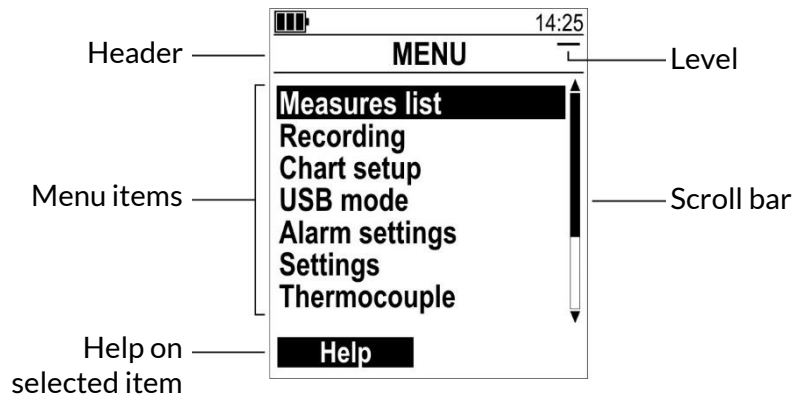 14:25
Header
MENU
Level
Measures list
Recording
Chart setup
Menu items
USB mode
Scroll bar
Alarm settings
Settings
Thermocouple
Help on
selected item
Help